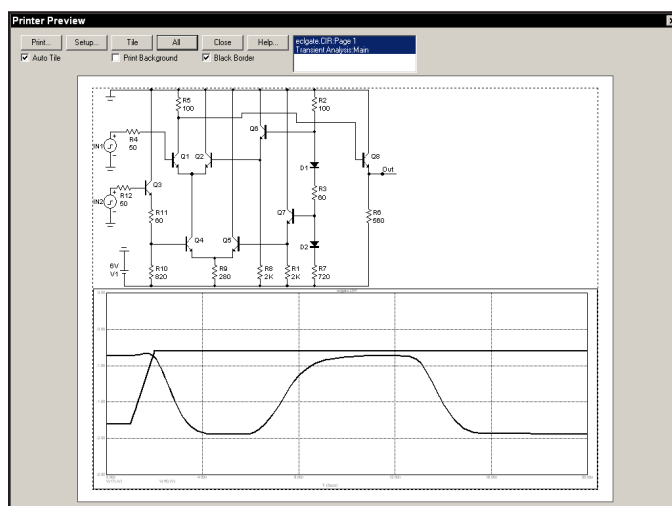 Printer Preview
Print... Setup... Tile All Close Help...
eclgate.CIR:Page 1
Transient Analysis:Main
Auto Tile Print Background Black Border
R5
100
R2
100
IN1
R4
50
Q1 Q2
Q6
D1
Q8
Out
IN2
R12
50
Q3
R11
60
R3
60
Q7
R6
560
Q4 Q5
D2
6V
V1
R10
820
R9
280
R8
2K
R1
2K
R7
720